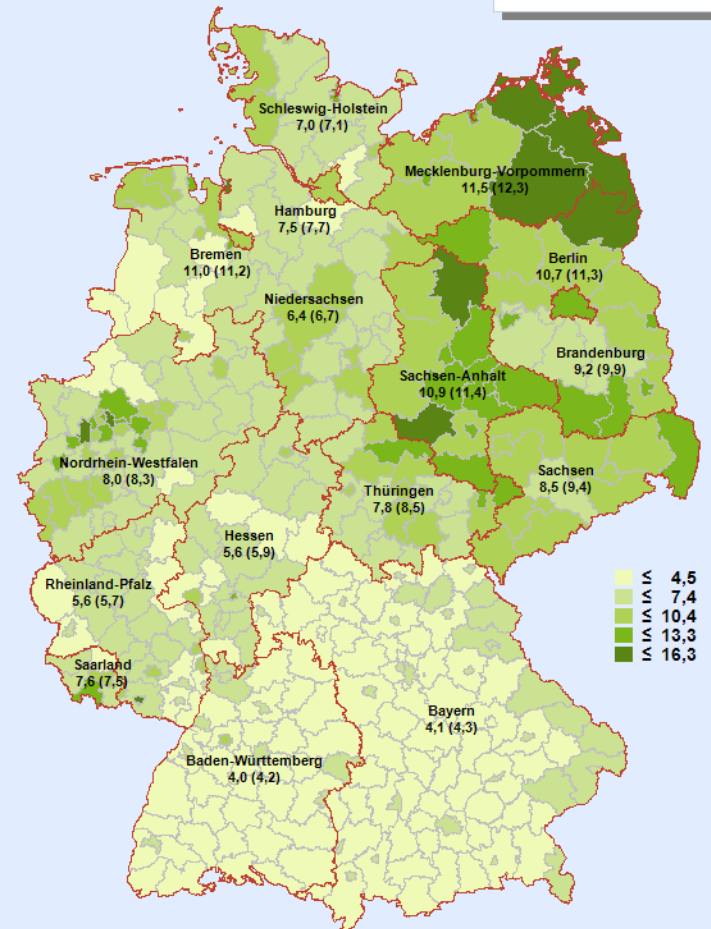 Schleswig-Holstein
7,0 (7,1)
Mecklenburg-Vorpommern
11,5 (12,3)
Hamburg
7,5 (7,7)
Bremen
11,0 (11,2)
Berlin
10,7 (11,3)
Niedersachsen
6,4 (6,7)
Brandenburg
9,2 (9,9)
Sachsen-Anhalt
10,9 (11,4)
Nordrhein-Westfalen
8,0 (8,3)
Sachsen
8,5 (9,4)
Thüringen
7,8 (8,5)
Hessen
5,6 (5,9)
Rheinland-Pfalz
5,6 (5,7)
≤ 4,5
≤ 7,4
≤ 10,4
≤ 13,3
≤ 16,3
Saarland
7,6 (7,5)
Bayern
4,1 (4,3)
Baden-Württemberg
4,0 (4,2)